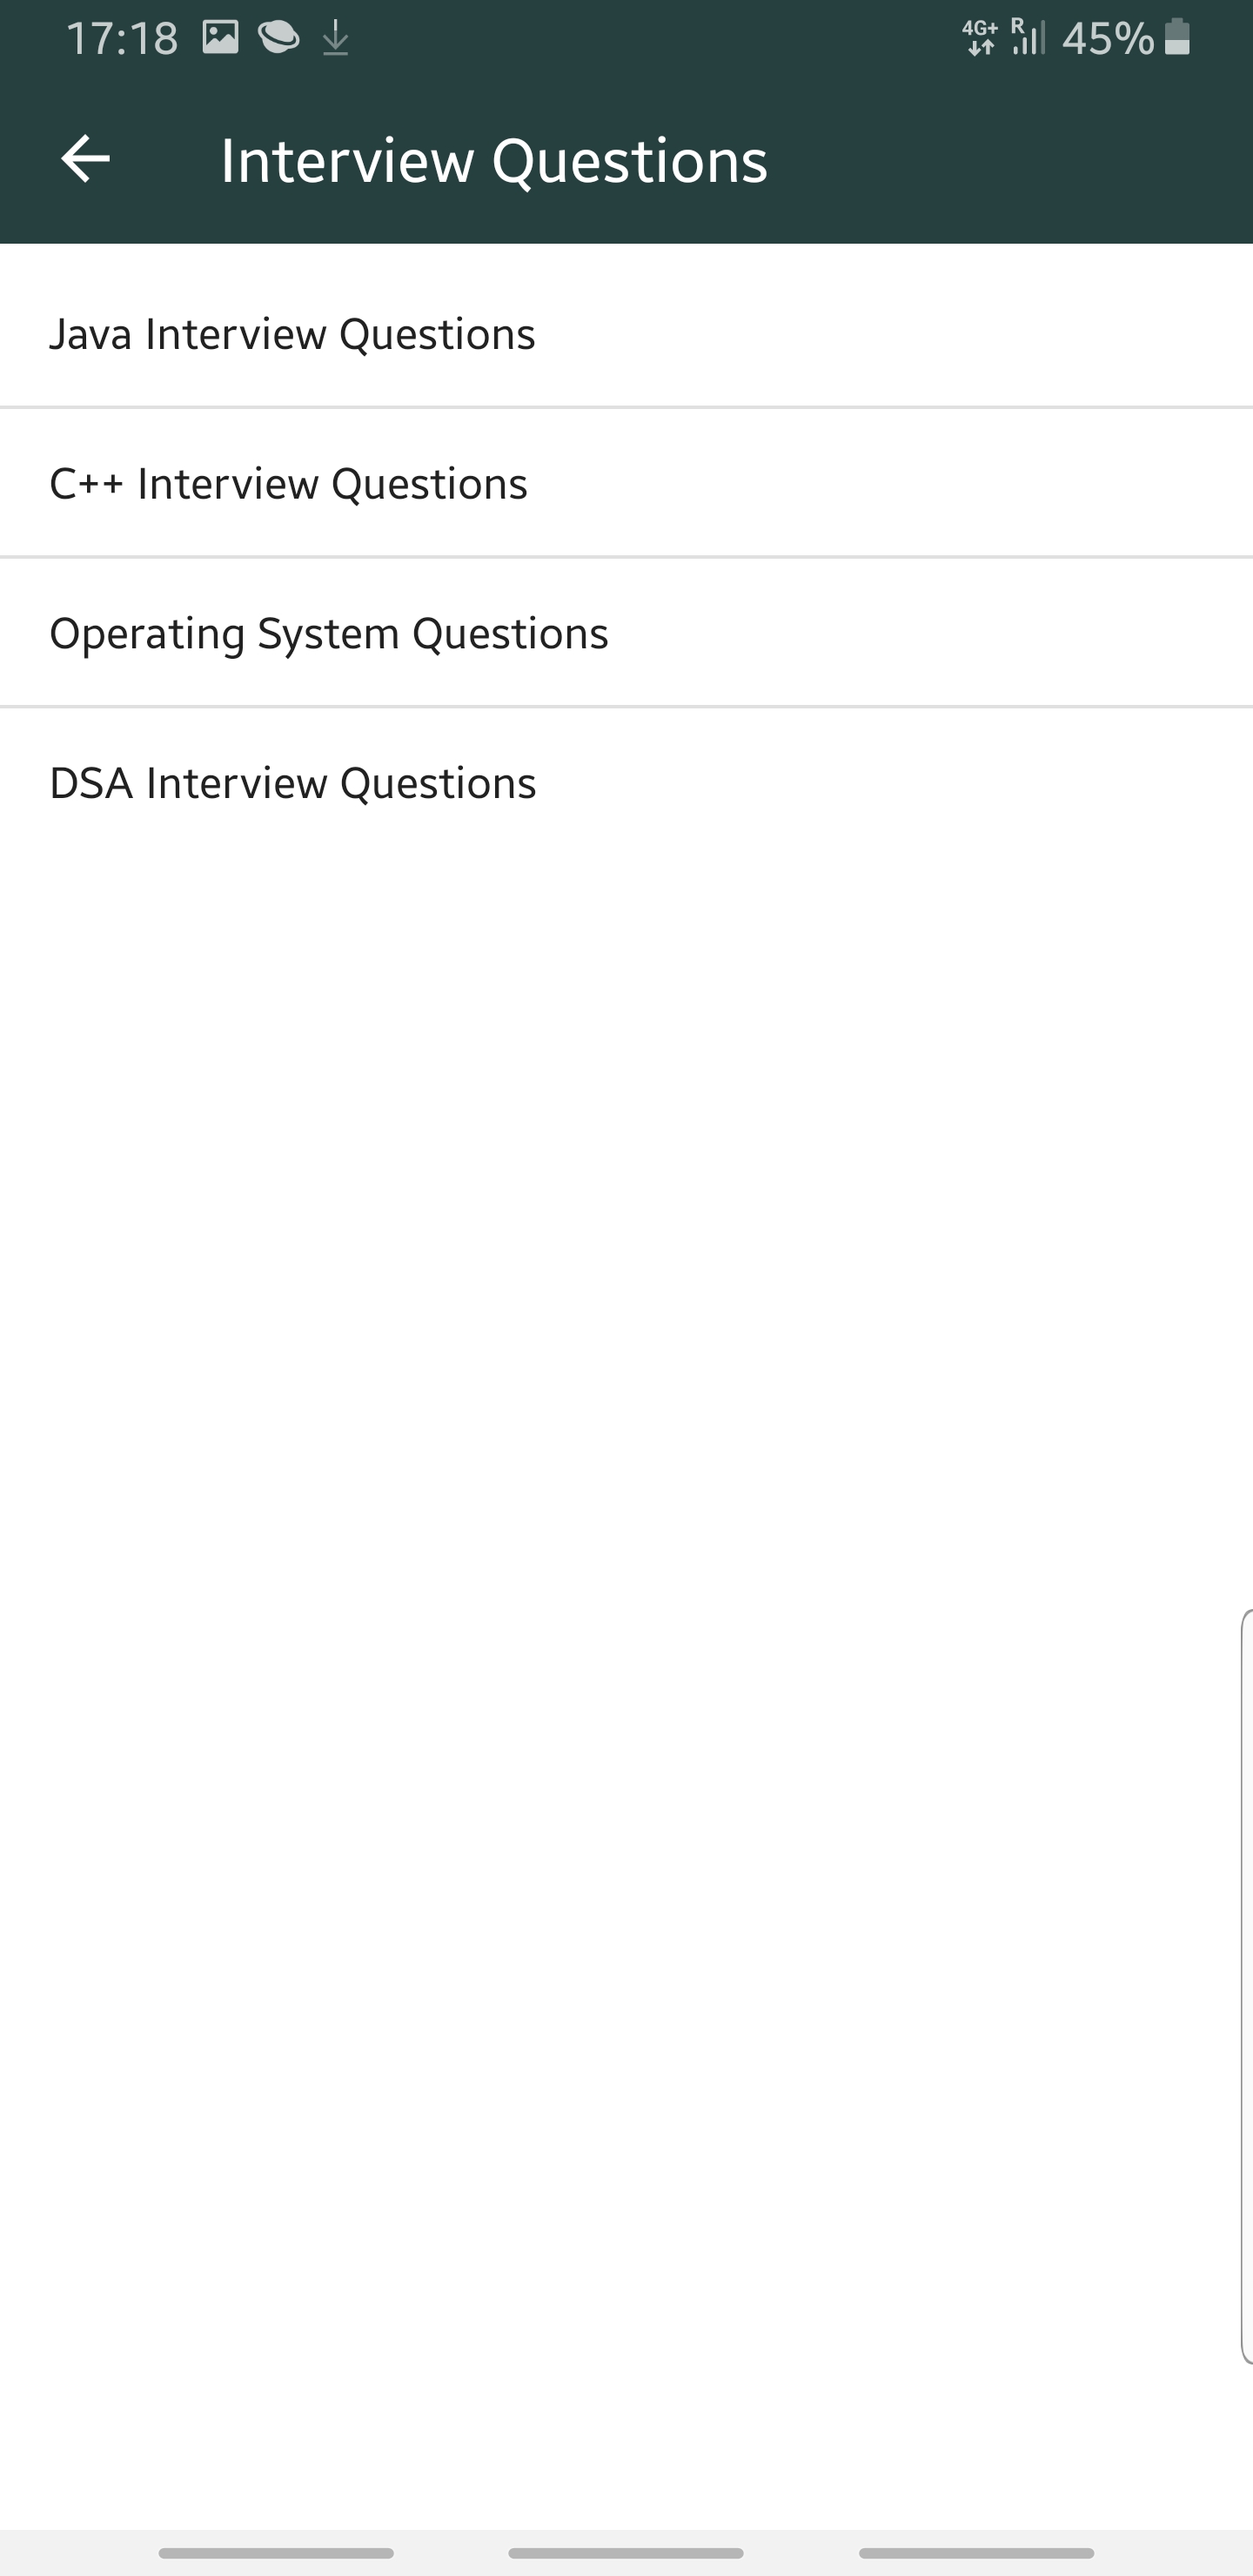 17:18 4G+ R 45%
Interview Questions
Java Interview Questions
C++ Interview Questions
Operating System Questions
DSA Interview Questions